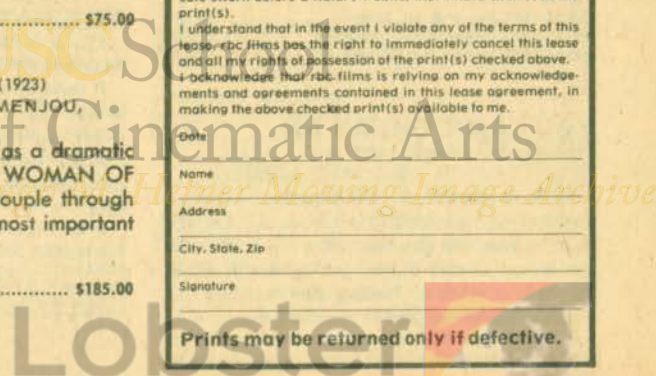 $75.00
(1923)
MENJOU,
as a dramatic
WOMAN OF
ouple through
most important
$185.00
print(s).
I understand that in the event I violate any of the terms of this
lease, rbc films has the right to immediately cancel this lease
and all my rights of possession of the print(s) checked above.
I acknowledge that rbc films is relying on my acknowledge-
ments and agreements contained in this lease agreement, in
making the above checked print(s) available to me.
Date
Name
Address
City, State, Zip
Signature
Prints may be returned only if defective.
USC School
of Cinematic Arts
Hefner Moving Image Archive
Lobster